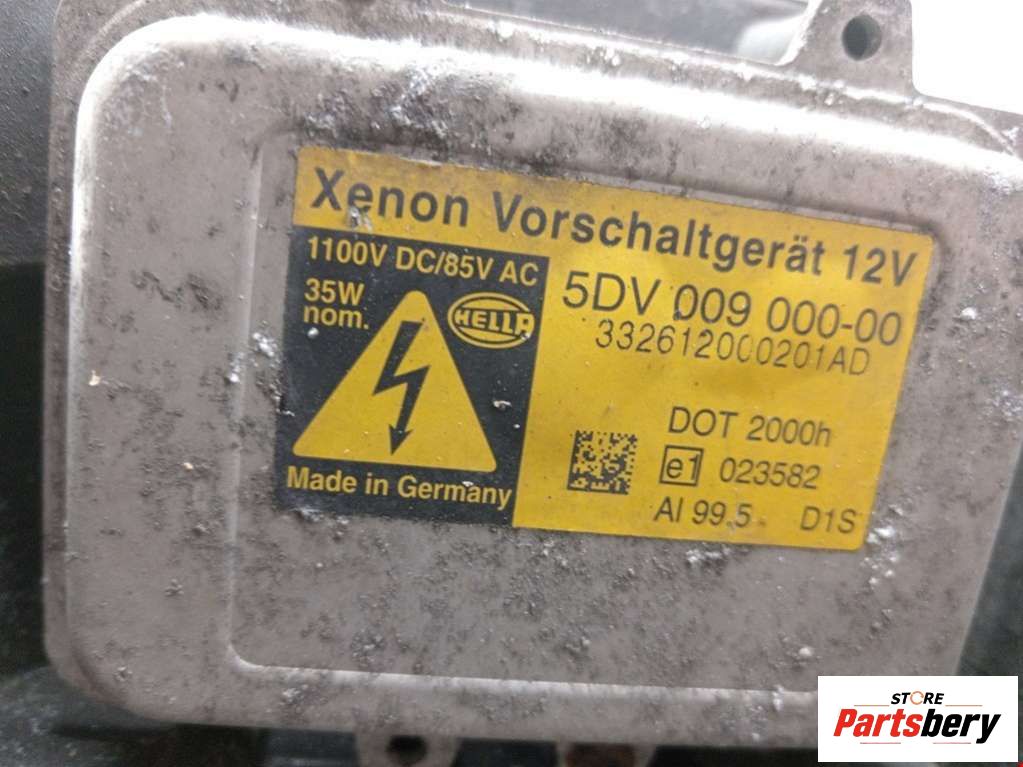 Xenon Vorschaltgerät 12V
1100V DC/85V AC
35W
nom.
HELLA
Made in Germany
5DV 009 000-00
332612000201AD
DOT 2000h
e1 023582
AI 99.5 D1S
STORE
Partsbery